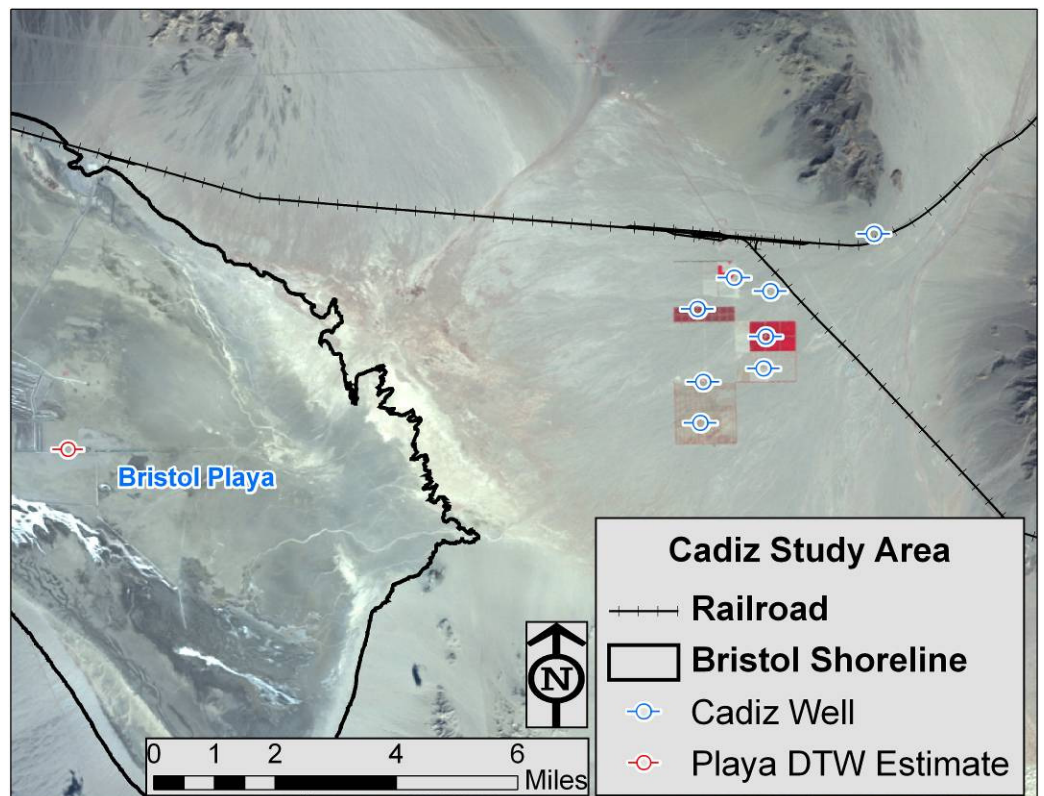 Bristol Playa
Cadiz Study Area
Railroad
Bristol Shoreline
Cadiz Well
Playa DTW Estimate
N
0 1 2 4 6
Miles